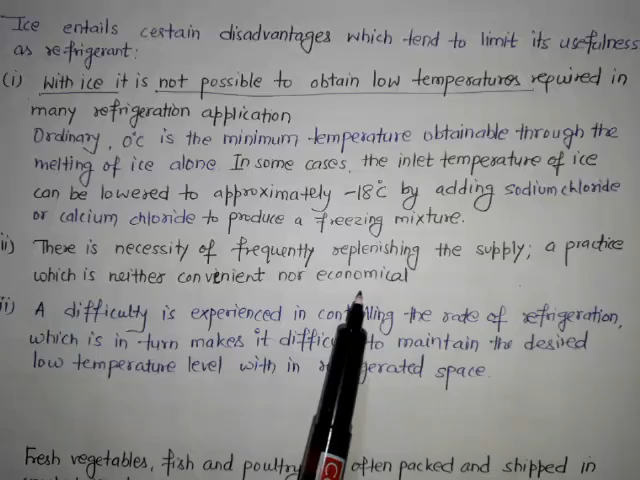 Ice entails certain disadvantages which tend to limit its usefulness
as refrigerant:
(i) With ice it is not possible to obtain low temperatures required in
many refrigeration application
Ordinary, 0°C is the minimum temperature obtainable through the
melting of ice alone In some cases, the inlet temperature of ice
can be lowered to approximately -18°C by adding sodium chloride
or calcium chloride to produce a freezing mixture.
ii) There is necessity of frequently replenishing the supply; a practice
which is neither convenient nor economical
ii) A difficulty is experienced in controlling the rate of refrigeration,
which is in turn makes it difficult to maintain the desired
low temperature level with in refrigerated space.
Fresh vegetables, fish and poultry often packed and shipped in